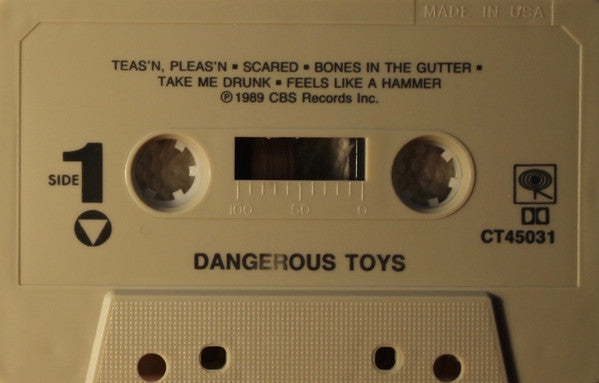 MADE IN USA
TEAS'N, PLEAS'N ▪ SCARED ▪ BONES IN THE GUTTER ▪
TAKE ME DRUNK ▪ FEELS LIKE A HAMMER
℗ 1989 CBS Records Inc.
SIDE 1
100 50 0
CT45031
DANGEROUS TOYS